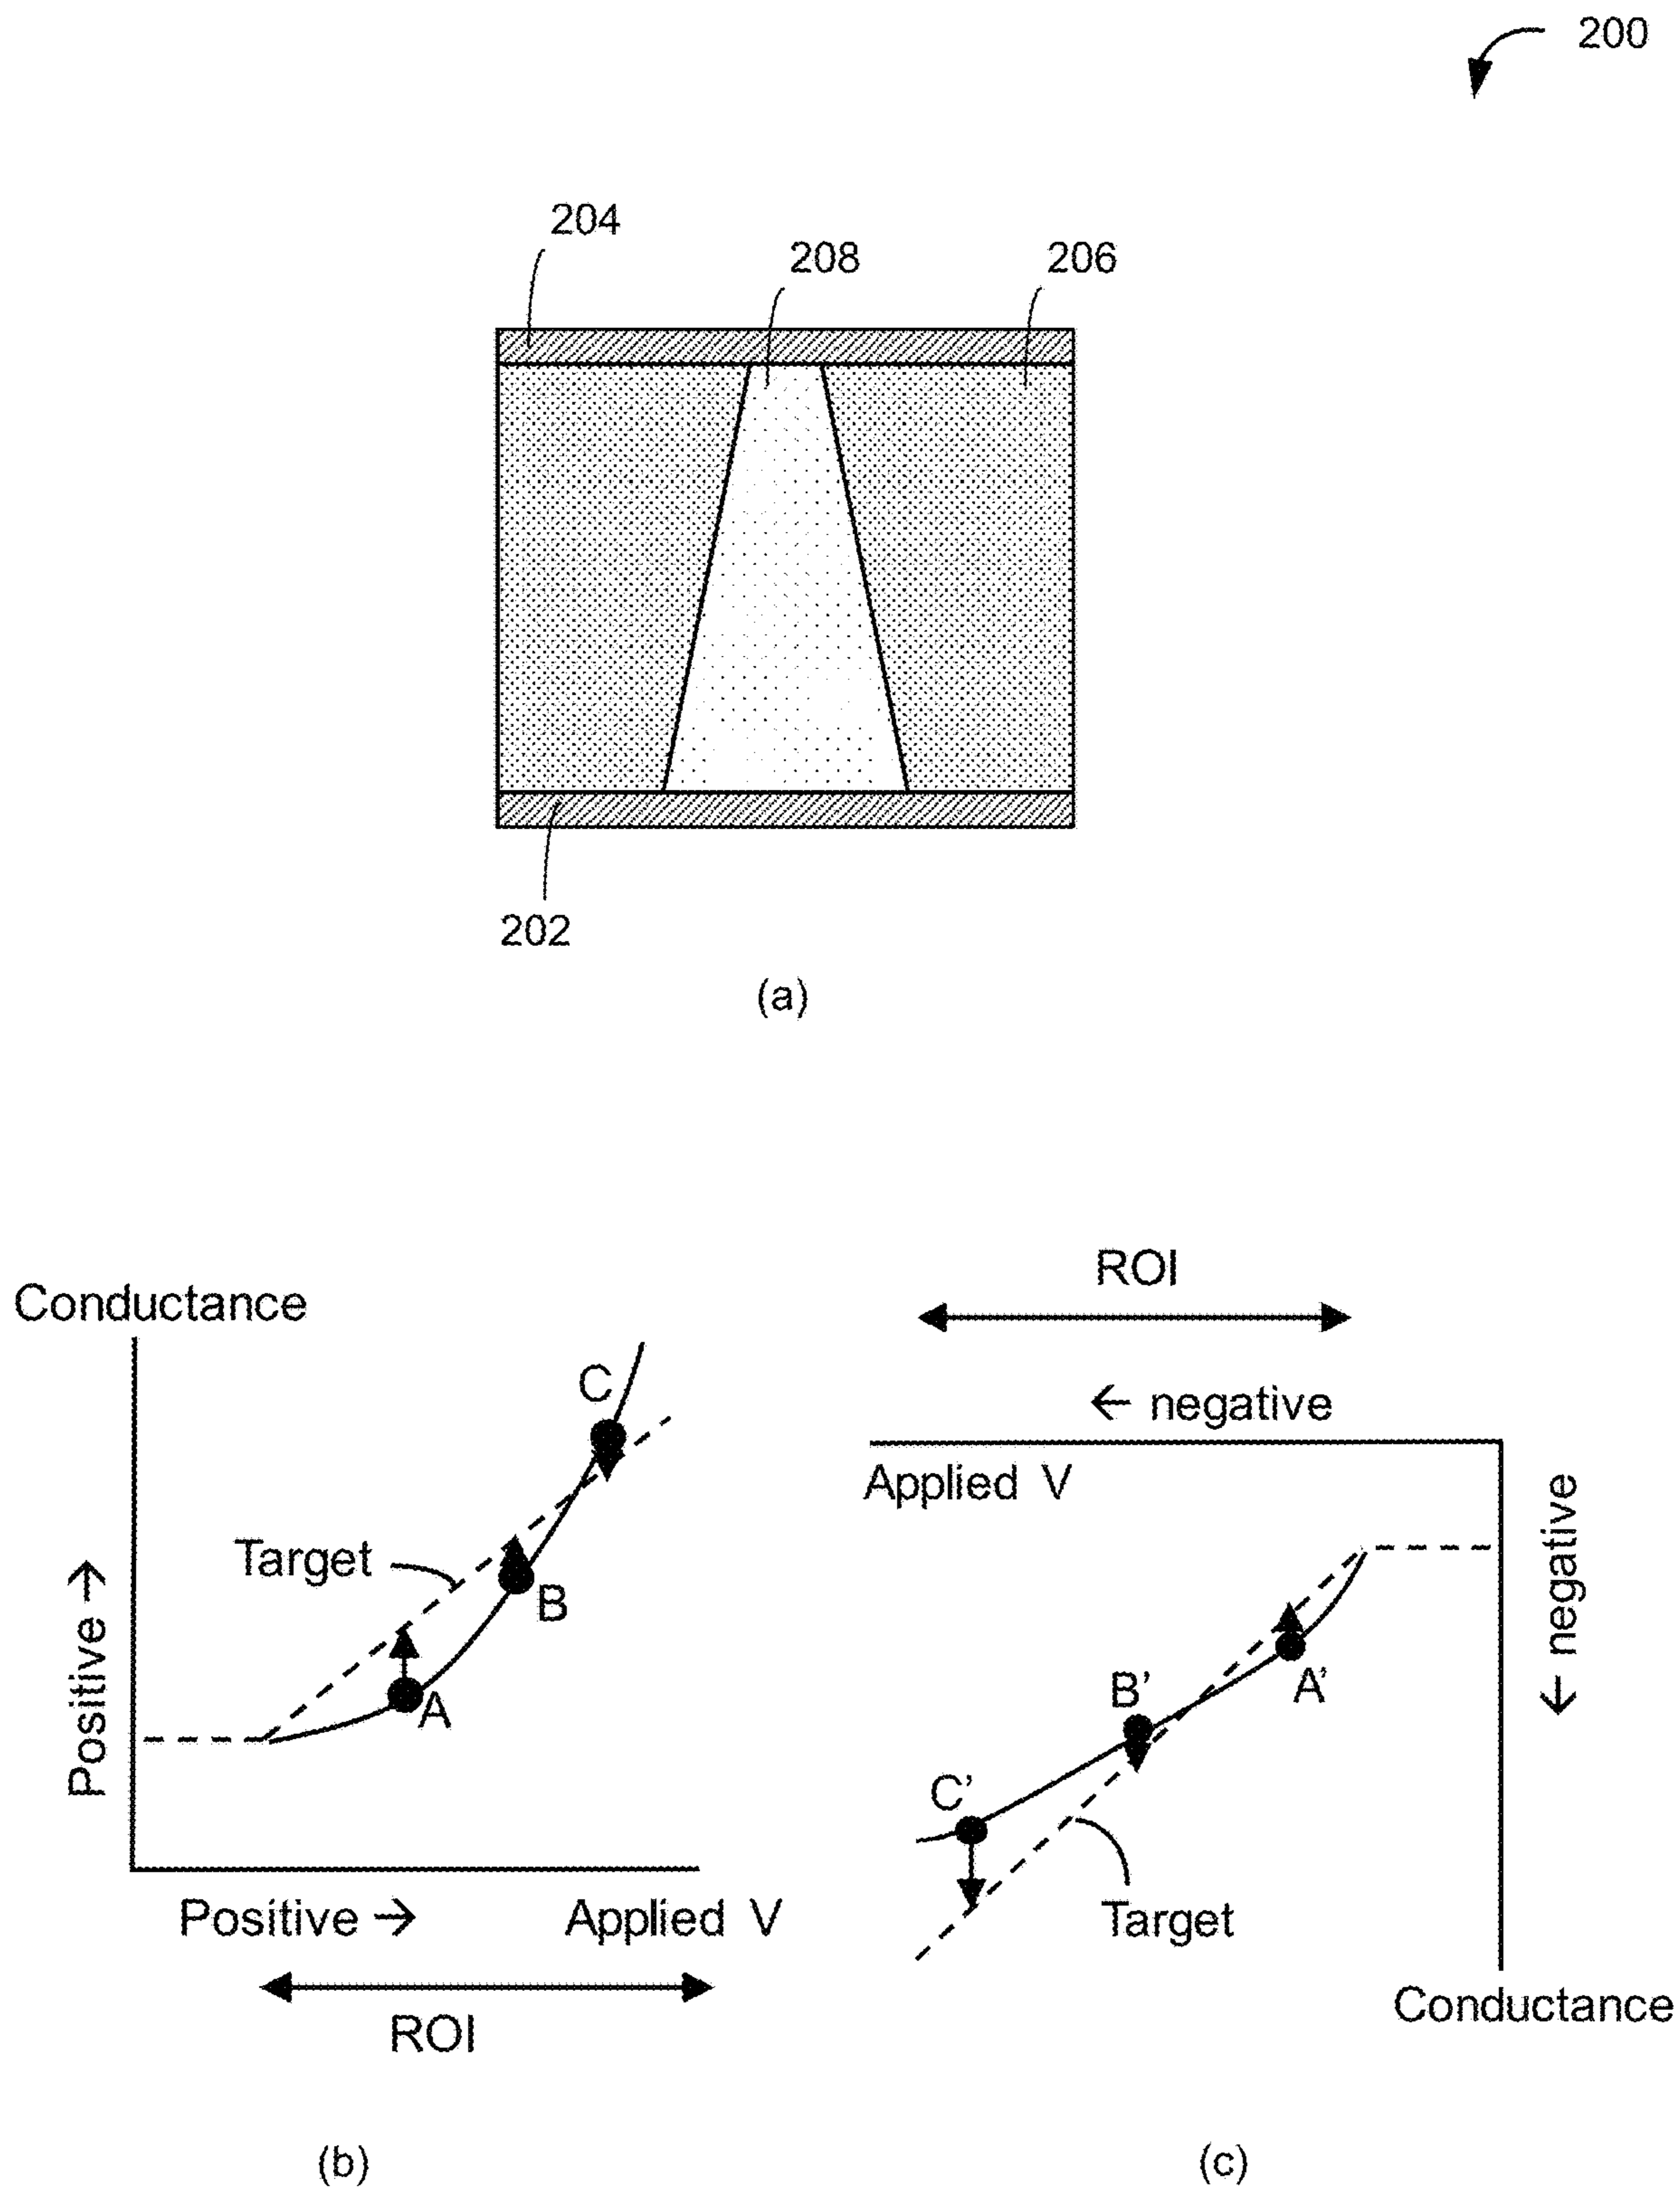 200
204
208
206
202
(a)
Conductance
C
Target
B
A
Positive →
Positive → Applied V
ROI
(b)
ROI
← negative
Applied V
← negative
A’
B’
C’
Target
Conductance
(c)